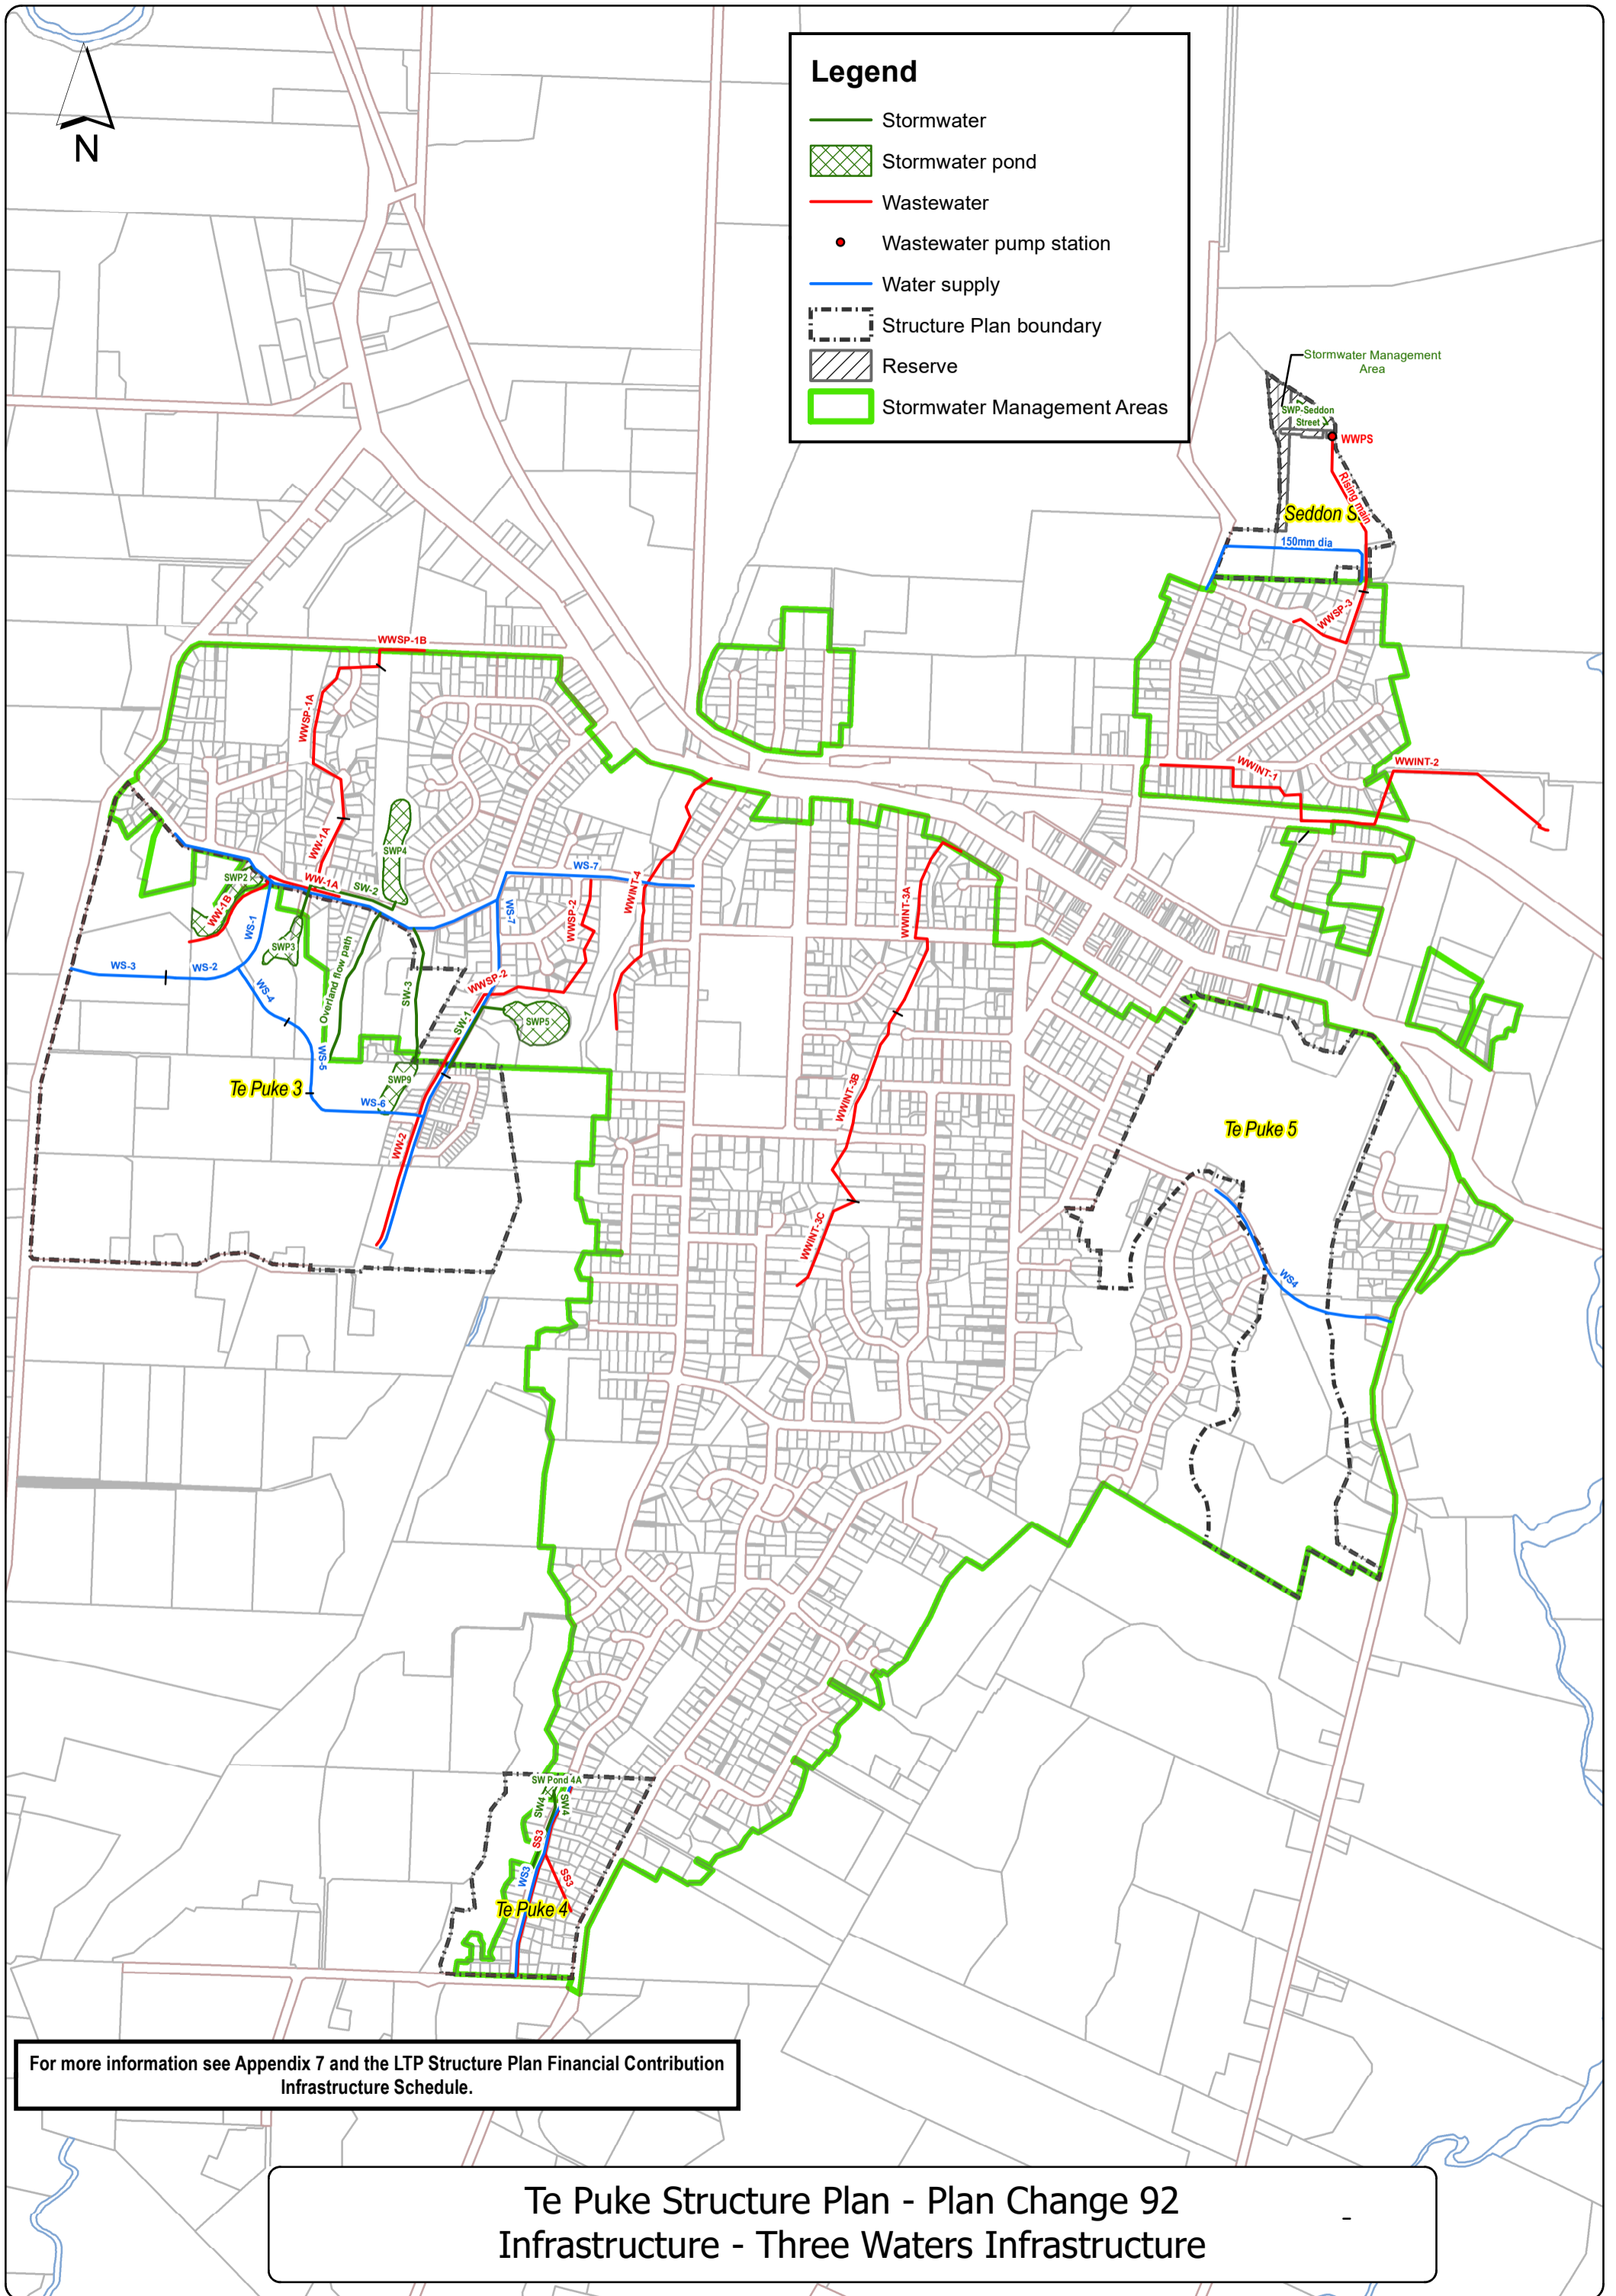 N
Legend
Stormwater
Stormwater pond
Wastewater
Wastewater pump station
Water supply
Structure Plan boundary
Reserve
Stormwater Management Areas
Stormwater Management
Area
SWP-Seddon
Street
WWPS
Rising main
Seddon S
150mm dia
WWSP-3
WWSP-1B
WWSP-1A
WWINT-1
WWINT-2
WW-1A
SWP4
WS-7
WWINT-4
WWINT-3A
SWP2
WW-1A
SW-2
WW-1B
WS-1
WS-7
WWSP-2
SWP3
WS-3
WS-2
WS-4
Overland flow path
SW-3
WWSP-2
SW-1
SWP5
WS-5
SWP9
Te Puke 3
WS-6
WW-2
WWINT-3B
WWINT-3C
Te Puke 5
WS4
SW Pond 4A
SW4
SW4
SS3
SS3
WS3
Te Puke 4
For more information see Appendix 7 and the LTP Structure Plan Financial Contribution
Infrastructure Schedule.
Te Puke Structure Plan - Plan Change 92
Infrastructure - Three Waters Infrastructure
-